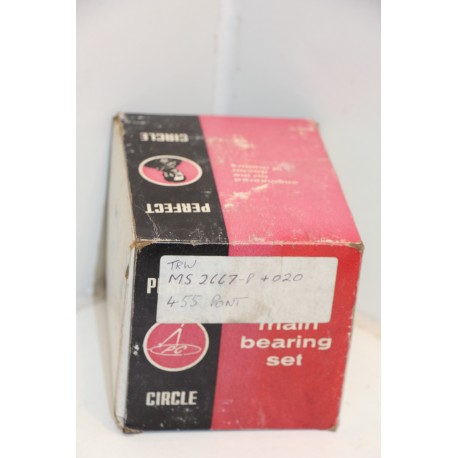 CIRCLE
PERFECT
TRW
MS 2667-P +020
455 PONT
PC
main
bearing
set
CIRCLE